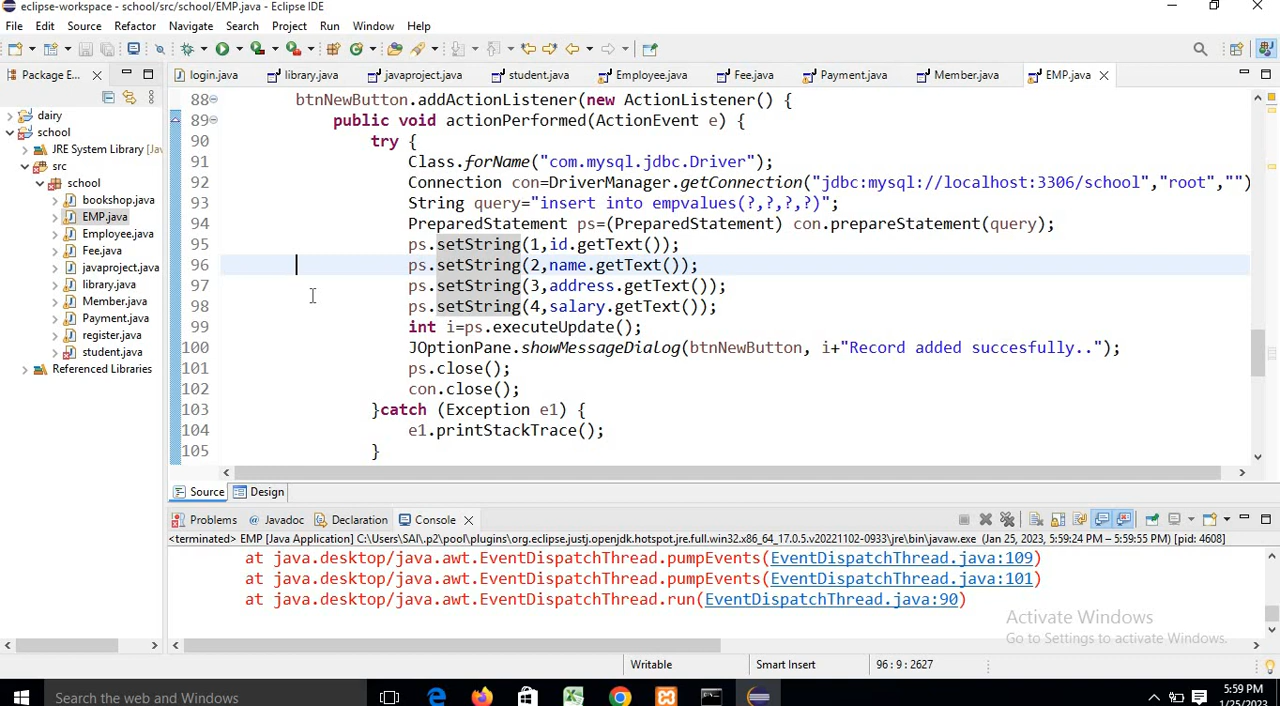 eclipse-workspace - school/src/school/EMP.java - Eclipse IDE
File Edit Source Refactor Navigate Search Project Run Window Help
Package E...
login.java library.java javaproject.java student.java Employee.java Fee.java Payment.java Member.java EMP.java
dairy
school
JRE System Library [Jav
src
school
bookshop.java
EMP.java
Employee.java
Fee.java
javaproject.java
library.java
Member.java
Payment.java
register.java
student.java
Referenced Libraries
88 btnNewButton.addActionListener(new ActionListener() {
89 public void actionPerformed(ActionEvent e) {
90 try {
91 Class.forName("com.mysql.jdbc.Driver");
92 Connection con=DriverManager.getConnection("jdbc:mysql://localhost:3306/school","root","")
93 String query="insert into empvalues(?,?,?,?)";
94 PreparedStatement ps=(PreparedStatement) con.prepareStatement(query);
95 ps.setString(1,id.getText());
96 ps.setString(2,name.getText());
97 ps.setString(3,address.getText());
98 ps.setString(4,salary.getText());
99 int i=ps.executeUpdate();
100 JOptionPane.showMessageDialog(btnNewButton, i+"Record added succesfully..");
101 ps.close();
102 con.close();
103 }catch (Exception e1) {
104 e1.printStackTrace();
105 }
Source Design
Problems Javadoc Declaration Console
<terminated> EMP [Java Application] C:\Users\SAI\.p2\pool\plugins\org.eclipse.justj.openjdk.hotspot.jre.full.win32.x86_64_17.0.5.v20221102-0933\jre\bin\javaw.exe (Jan 25, 2023, 5:59:24 PM – 5:59:55 PM) [pid: 4608]
at java.desktop/java.awt.EventDispatchThread.pumpEvents(EventDispatchThread.java:109)
at java.desktop/java.awt.EventDispatchThread.pumpEvents(EventDispatchThread.java:101)
at java.desktop/java.awt.EventDispatchThread.run(EventDispatchThread.java:90)
Activate Windows
Go to Settings to activate Windows.
Writable Smart Insert 96 : 9 : 2627
Search the web and Windows
5:59 PM
1/25/2023